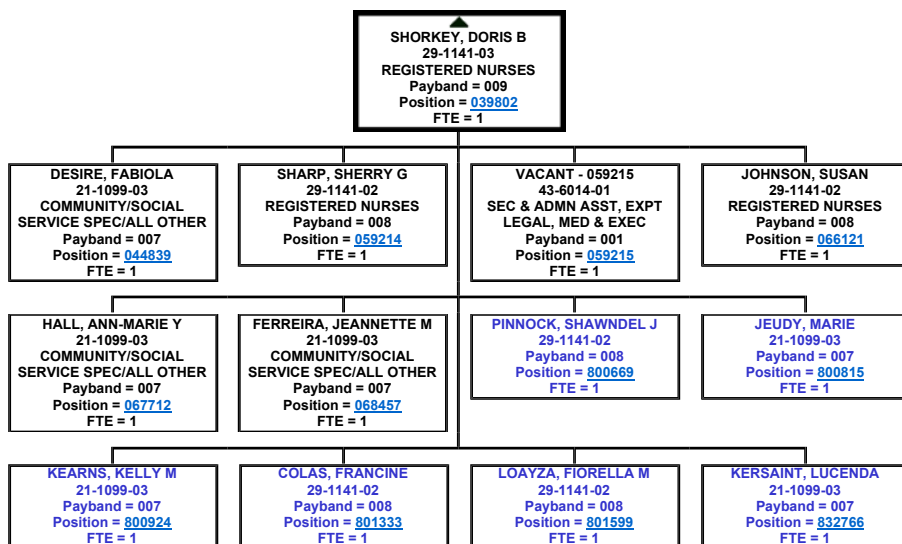 SHORKEY, DORIS B
29-1141-03
REGISTERED NURSES
Payband = 009
Position = 039802
FTE = 1
DESIRE, FABIOLA
21-1099-03
COMMUNITY/SOCIAL
SERVICE SPEC/ALL OTHER
Payband = 007
Position = 044839
FTE = 1
SHARP, SHERRY G
29-1141-02
REGISTERED NURSES
Payband = 008
Position = 059214
FTE = 1
VACANT - 059215
43-6014-01
SEC & ADMN ASST, EXPT
LEGAL, MED & EXEC
Payband = 001
Position = 059215
FTE = 1
JOHNSON, SUSAN
29-1141-02
REGISTERED NURSES
Payband = 008
Position = 066121
FTE = 1
HALL, ANN-MARIE Y
21-1099-03
COMMUNITY/SOCIAL
SERVICE SPEC/ALL OTHER
Payband = 007
Position = 067712
FTE = 1
FERREIRA, JEANNETTE M
21-1099-03
COMMUNITY/SOCIAL
SERVICE SPEC/ALL OTHER
Payband = 007
Position = 068457
FTE = 1
PINNOCK, SHAWNDEL J
29-1141-02
Payband = 008
Position = 800669
FTE = 1
JEUDY, MARIE
21-1099-03
Payband = 007
Position = 800815
FTE = 1
KEARNS, KELLY M
21-1099-03
Payband = 007
Position = 800924
FTE = 1
COLAS, FRANCINE
29-1141-02
Payband = 008
Position = 801333
FTE = 1
LOAYZA, FIORELLA M
29-1141-02
Payband = 008
Position = 801599
FTE = 1
KERSAINT, LUCENDA
21-1099-03
Payband = 007
Position = 832766
FTE = 1